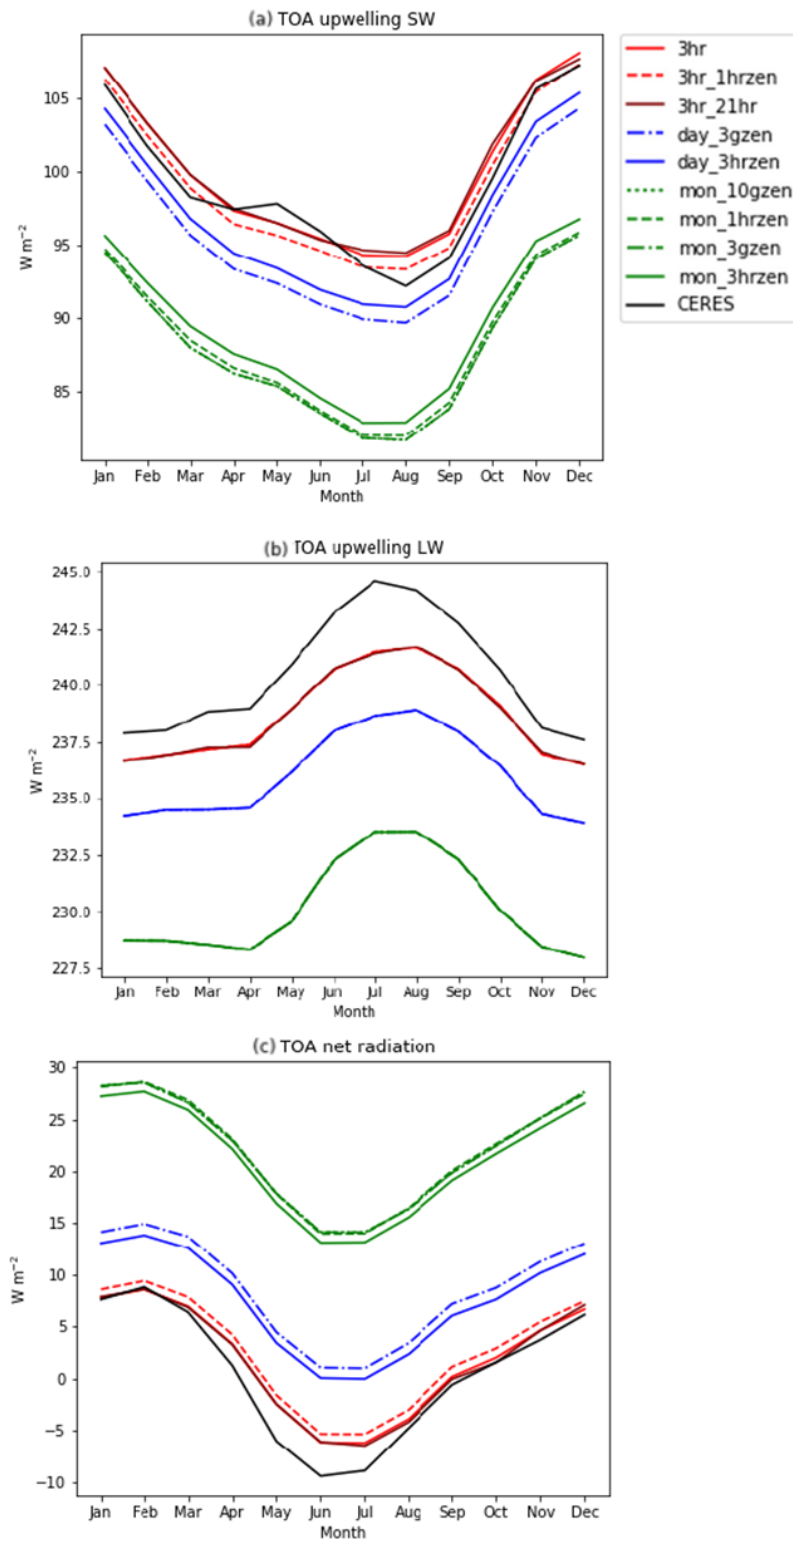 (a) TOA upwelling SW
105
100
95
90
85
W m⁻²
Jan Feb Mar Apr May Jun Jul Aug Sep Oct Nov Dec
Month
3hr
3hr_1hrzen
3hr_21hr
day_3gzen
day_3hrzen
mon_10gzen
mon_1hrzen
mon_3gzen
mon_3hrzen
CERES
(b) TOA upwelling LW
245.0
242.5
240.0
237.5
235.0
232.5
230.0
227.5
W m⁻²
Jan Feb Mar Apr May Jun Jul Aug Sep Oct Nov Dec
Month
(c) TOA net radiation
30
25
20
15
10
5
0
−5
−10
W m⁻²
Jan Feb Mar Apr May Jun Jul Aug Sep Oct Nov Dec
Month